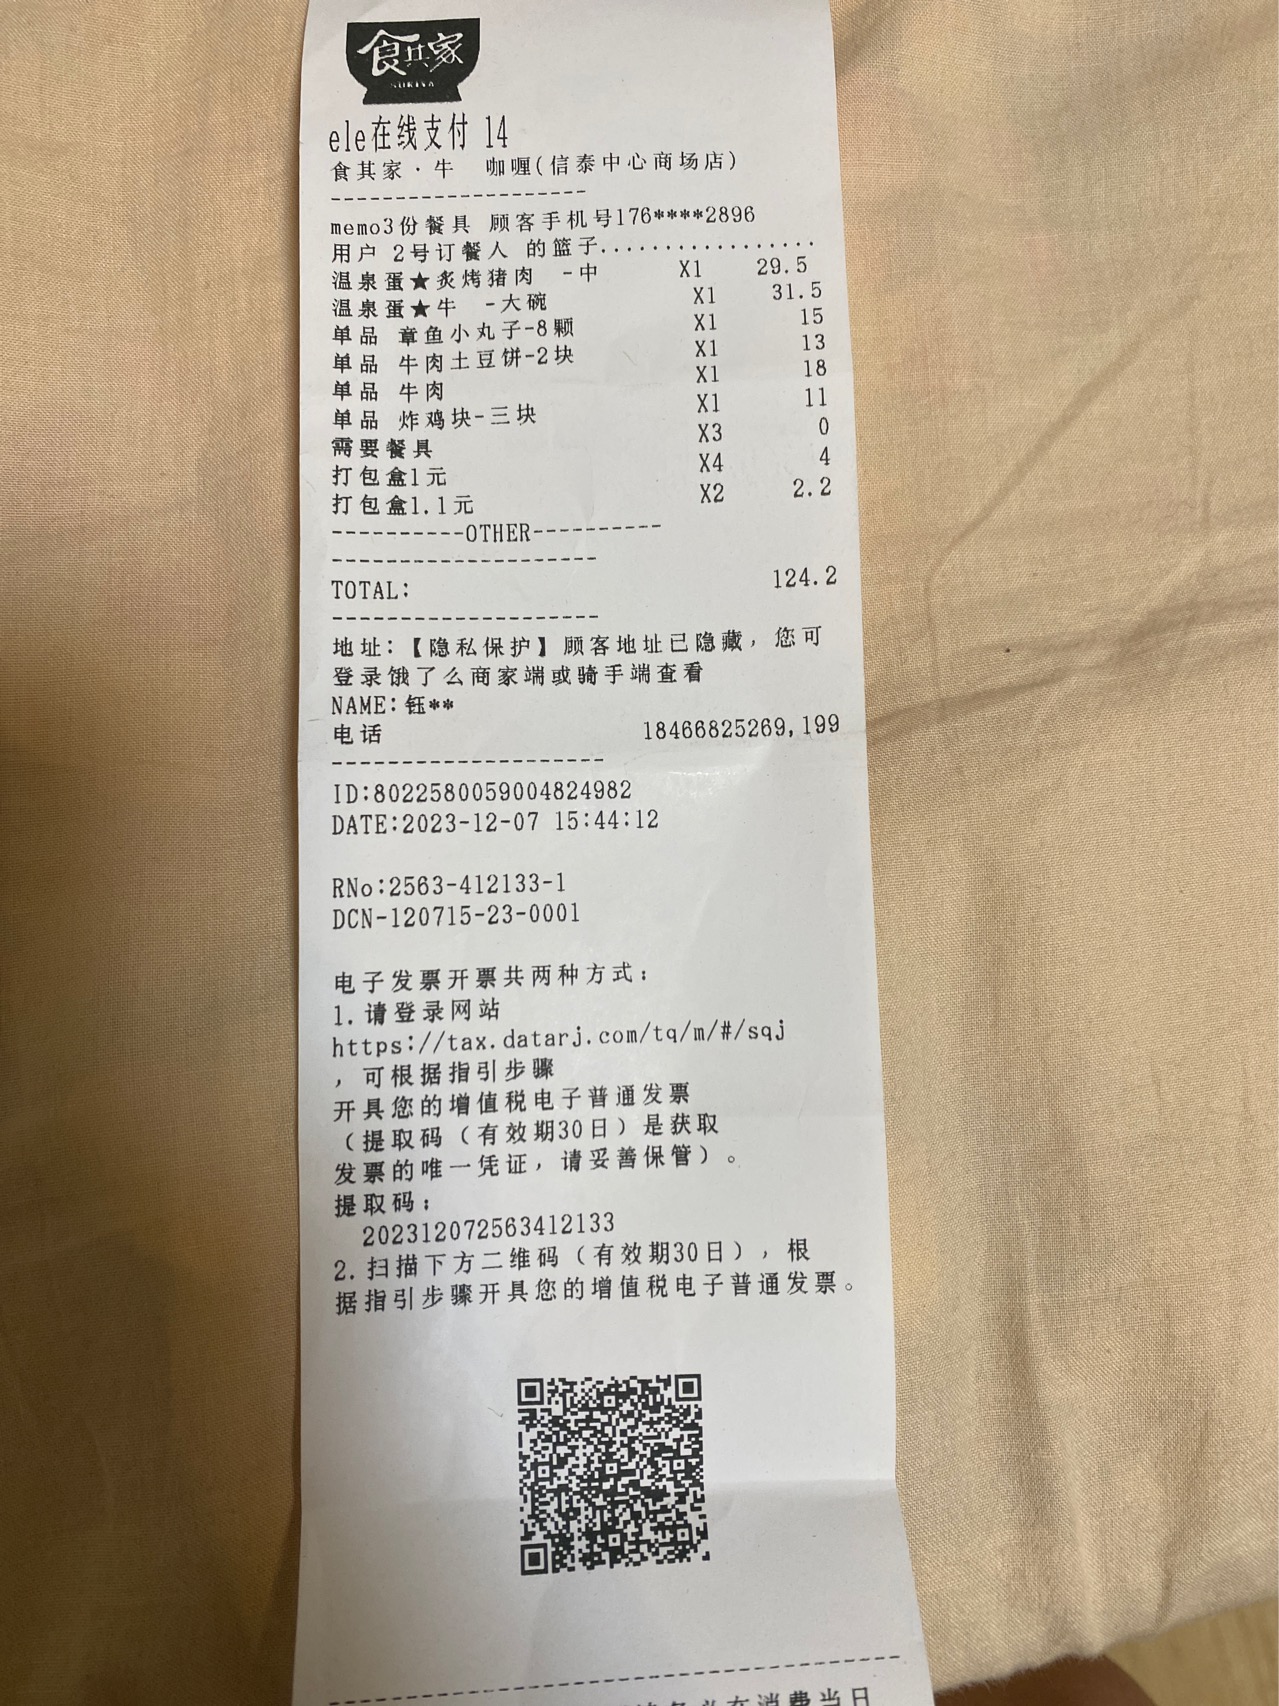 食其家
SUKIYA
ele在线支付 14
食其家·牛 咖喱(信泰中心商场店)
--------------------
memo3份餐具 顾客手机号176****2896
用户 2号订餐人 的篮子.................
温泉蛋★炙烤猪肉 -中 X1 29.5
温泉蛋★牛 -大碗 X1 31.5
单品 章鱼小丸子-8颗 X1 15
单品 牛肉土豆饼-2块 X1 13
单品 牛肉 X1 18
单品 炸鸡块-三块 X1 11
需要餐具 X3 0
打包盒1元 X4 4
打包盒1.1元 X2 2.2
----------OTHER----------
--------------------
TOTAL: 124.2
--------------------
地址:【隐私保护】顾客地址已隐藏，您可
登录饿了么商家端或骑手端查看
NAME:钰**
电话 18466825269,199
--------------------
ID:8022580059004824982
DATE:2023-12-07 15:44:12
RNo:2563-412133-1
DCN-120715-23-0001
电子发票开票共两种方式：
1.请登录网站
https://tax.datarj.com/tq/m/#/sqj
，可根据指引步骤
开具您的增值税电子普通发票
（提取码（有效期30日）是获取
发票的唯一凭证，请妥善保管）。
提取码：
202312072563412133
2.扫描下方二维码（有效期30日），根
据指引步骤开具您的增值税电子普通发票。
务必在消费当日